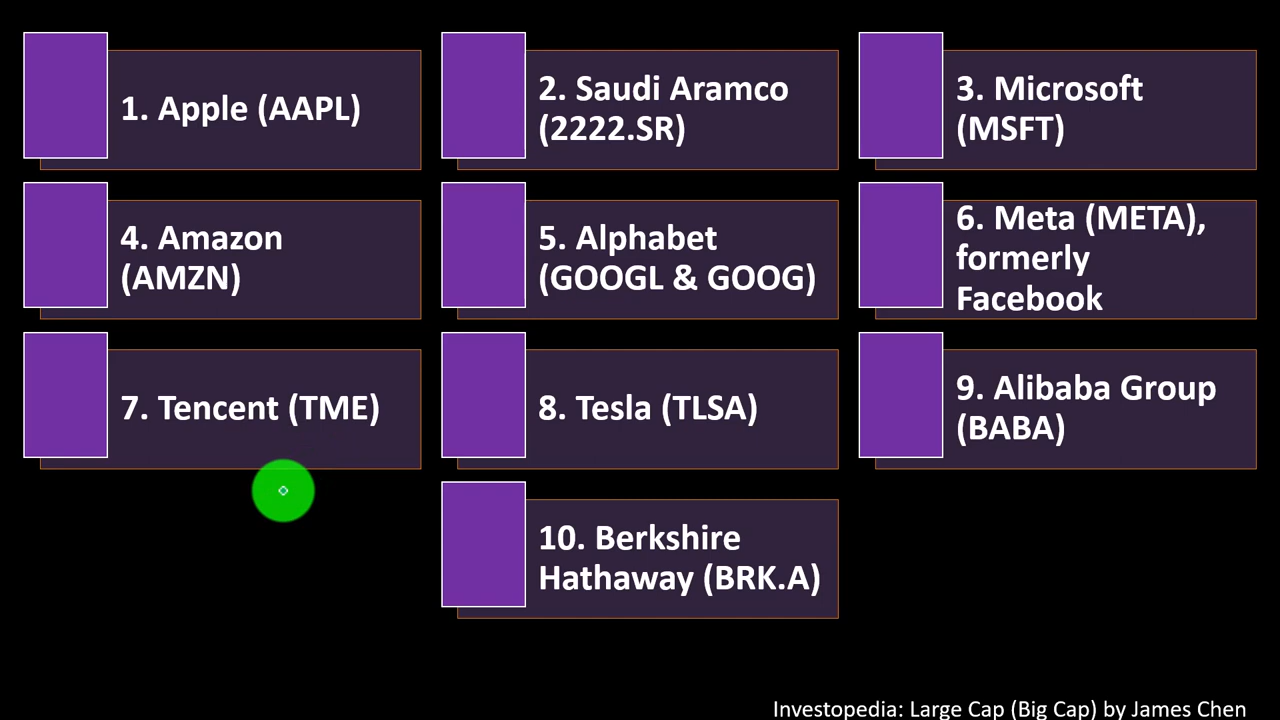 1. Apple (AAPL)
2. Saudi Aramco
(2222.SR)
3. Microsoft
(MSFT)
4. Amazon
(AMZN)
5. Alphabet
(GOOGL & GOOG)
6. Meta (META),
formerly
Facebook
7. Tencent (TME)
8. Tesla (TLSA)
9. Alibaba Group
(BABA)
10. Berkshire
Hathaway (BRK.A)
Investopedia: Large Cap (Big Cap) by James Chen